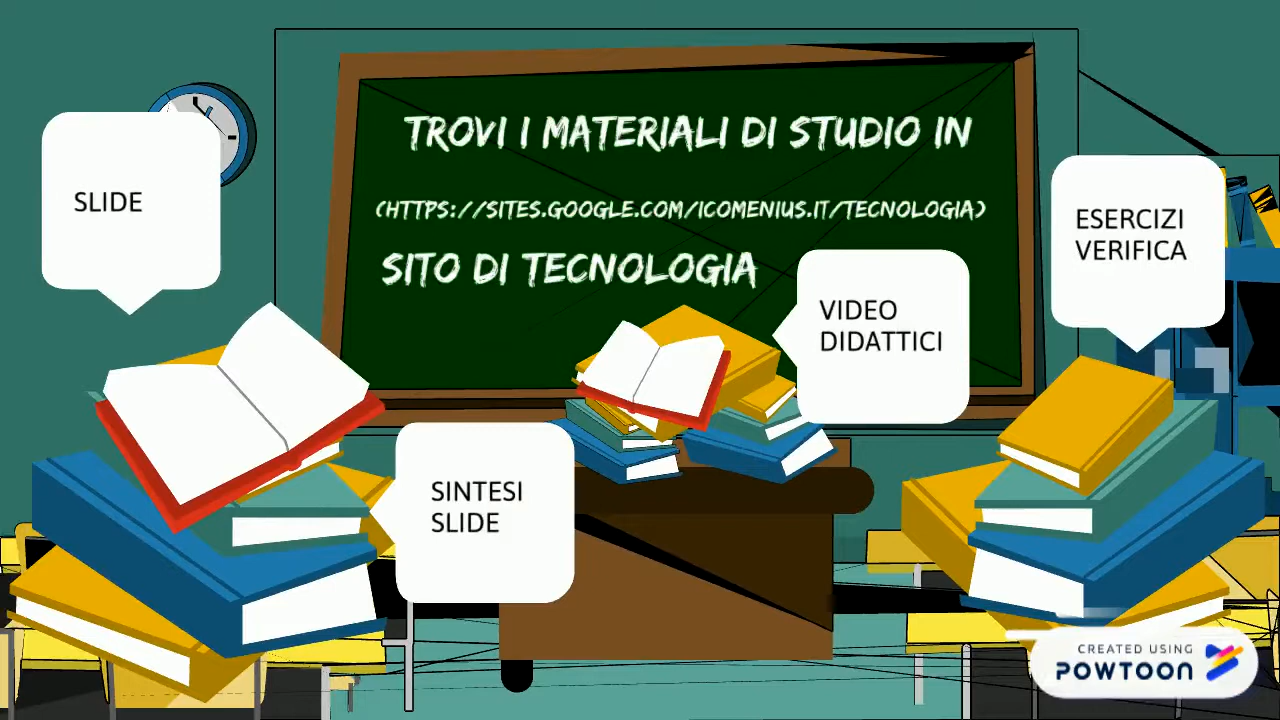 TROVI I MATERIALI DI STUDIO IN
(HTTPS://SITES.GOOGLE.COM/ICOMENIUS.IT/TECNOLOGIA)
SITO DI TECNOLOGIA
SLIDE
ESERCIZI
VERIFICA
VIDEO
DIDATTICI
SINTESI
SLIDE
CREATED USING
POWTOON